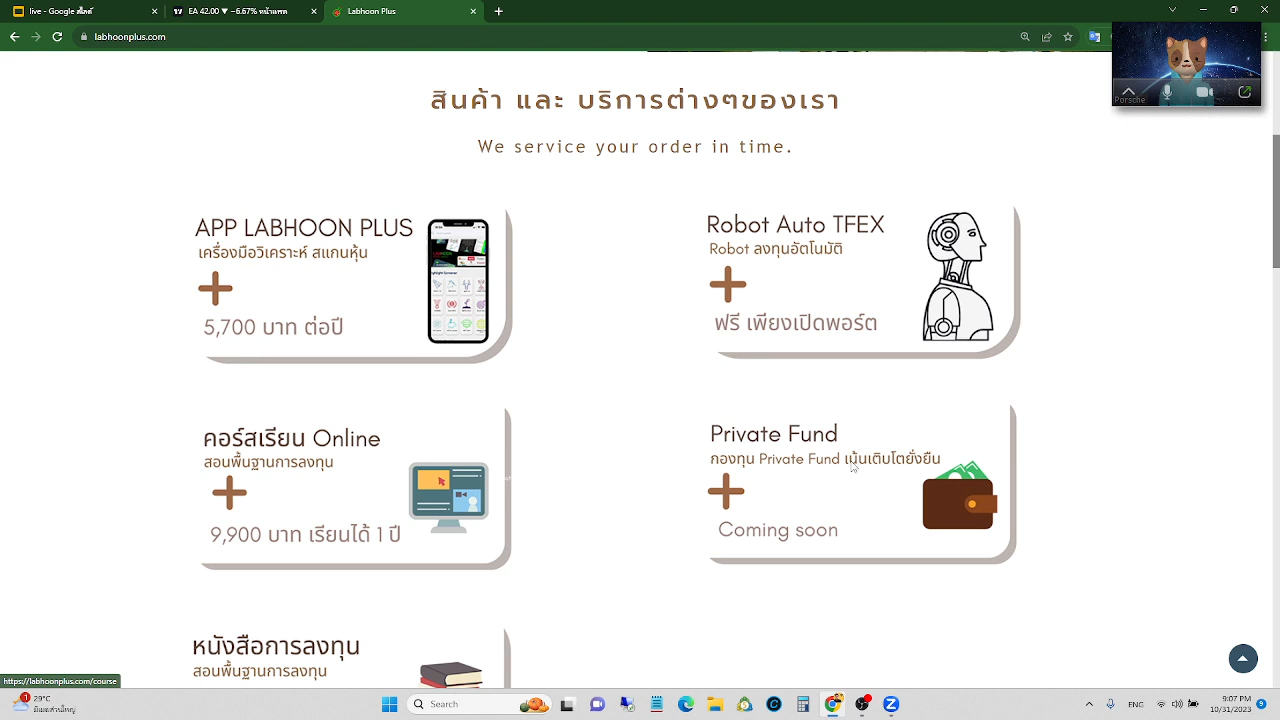 live - Google สไลด์
EA 42.00 ▼ −6.67% หน้าแรก
Labhoon Plus
labhoonplus.com
Porsche
สินค้า และ บริการต่างๆของเรา
We service your order in time.
APP LABHOON PLUS
เครื่องมือวิเคราะห์ สแกนหุ้น
5,700 บาท ต่อปี
Robot Auto TFEX
Robot ลงทุนอัตโนมัติ
ฟรี เพียงเปิดพอร์ต
คอร์สเรียน Online
สอนพื้นฐานการลงทุน
9,900 บาท เรียนได้ 1 ปี
Private Fund
กองทุน Private Fund เน้นเติบโตยั่งยืน
Coming soon
หนังสือการลงทุน
สอนพื้นฐานการลงทุน
https://labhoonplus.com/course
1
Search
ENG
9:07 PM
10/31/2023